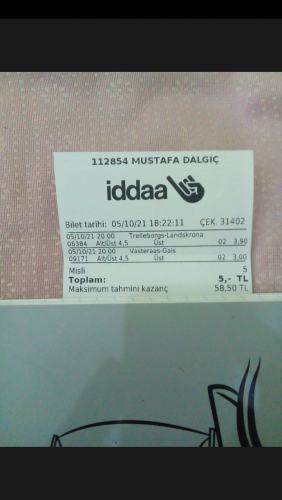 112854 MUSTAFA DALGIÇ
iddaa
Bilet tarihi: 05/10/21 18:22:11 ÇEK. 31402
05/10/21 20:00 Trelleborgs-Landskrona
06384 Alt/Üst 4,5 Üst 02 3,90
05/10/21 20:00 Vasteraas-Gais
09171 Alt/Üst 4,5 Üst 02 3,00
Misli 5
Toplam: 5,- TL
Maksimum tahmini kazanç 58,50 TL